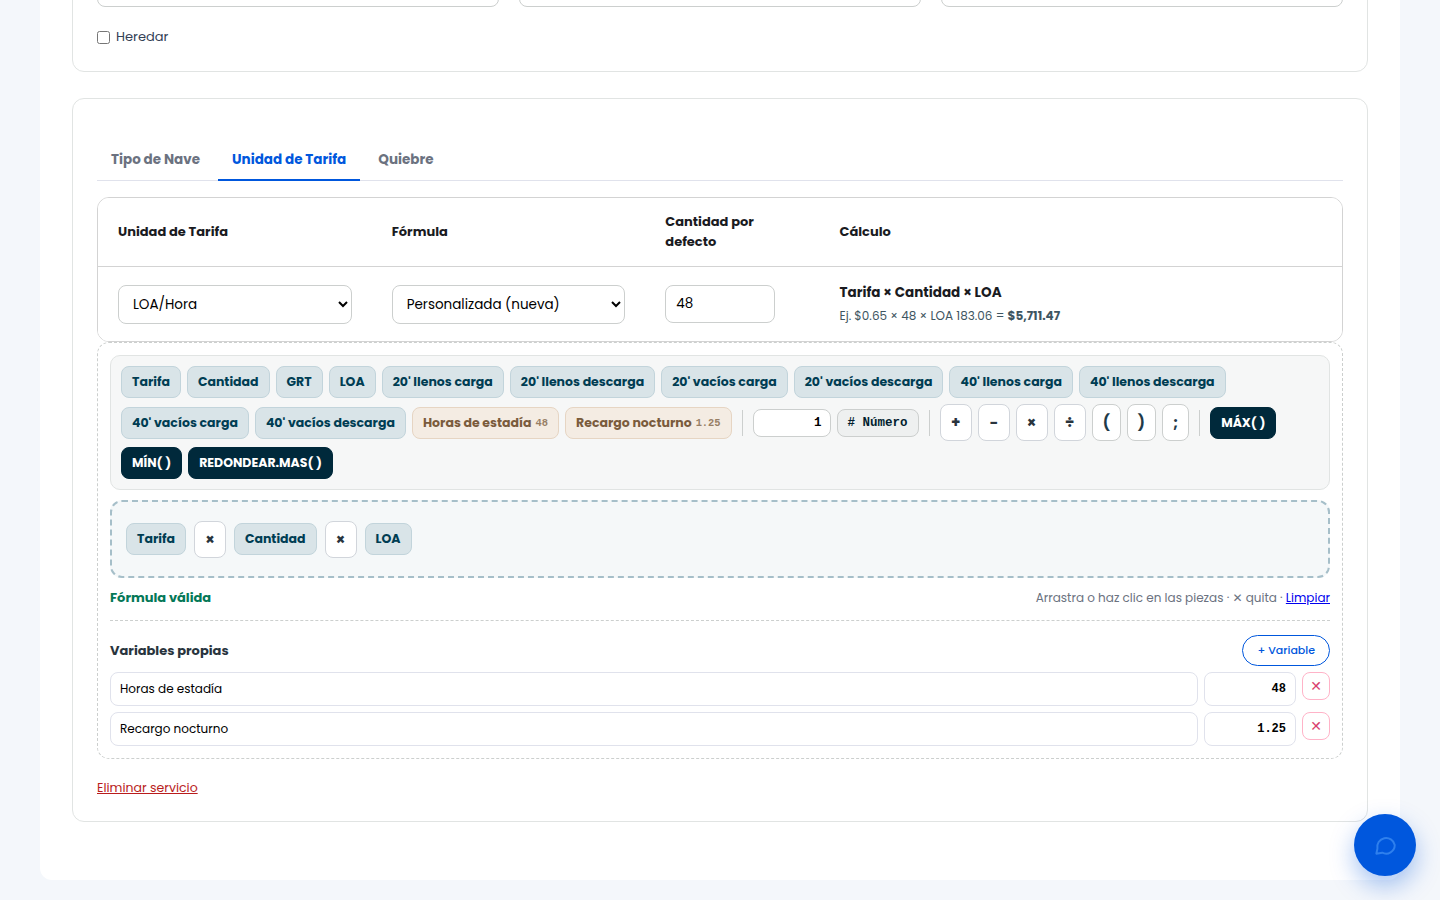 Heredar
Tipo de Nave Unidad de Tarifa Quiebre
Unidad de Tarifa Fórmula Cantidad por defecto Cálculo
LOA/Hora Personalizada (nueva) 48 Tarifa × Cantidad × LOA
Ej. $0.65 × 48 × LOA 183.06 = $5,711.47
Tarifa Cantidad GRT LOA 20' llenos carga 20' llenos descarga 20' vacíos carga 20' vacíos descarga 40' llenos carga 40' llenos descarga
40' vacíos carga 40' vacíos descarga Horas de estadía 48 Recargo nocturno 1.25 1 # Número + − × ÷ ( ) ; MÁX( )
MÍN( ) REDONDEAR.MAS( )
Tarifa × Cantidad × LOA
Fórmula válida Arrastra o haz clic en las piezas · ✕ quita · Limpiar
Variables propias + Variable
Horas de estadía 48 ✕
Recargo nocturno 1.25 ✕
Eliminar servicio